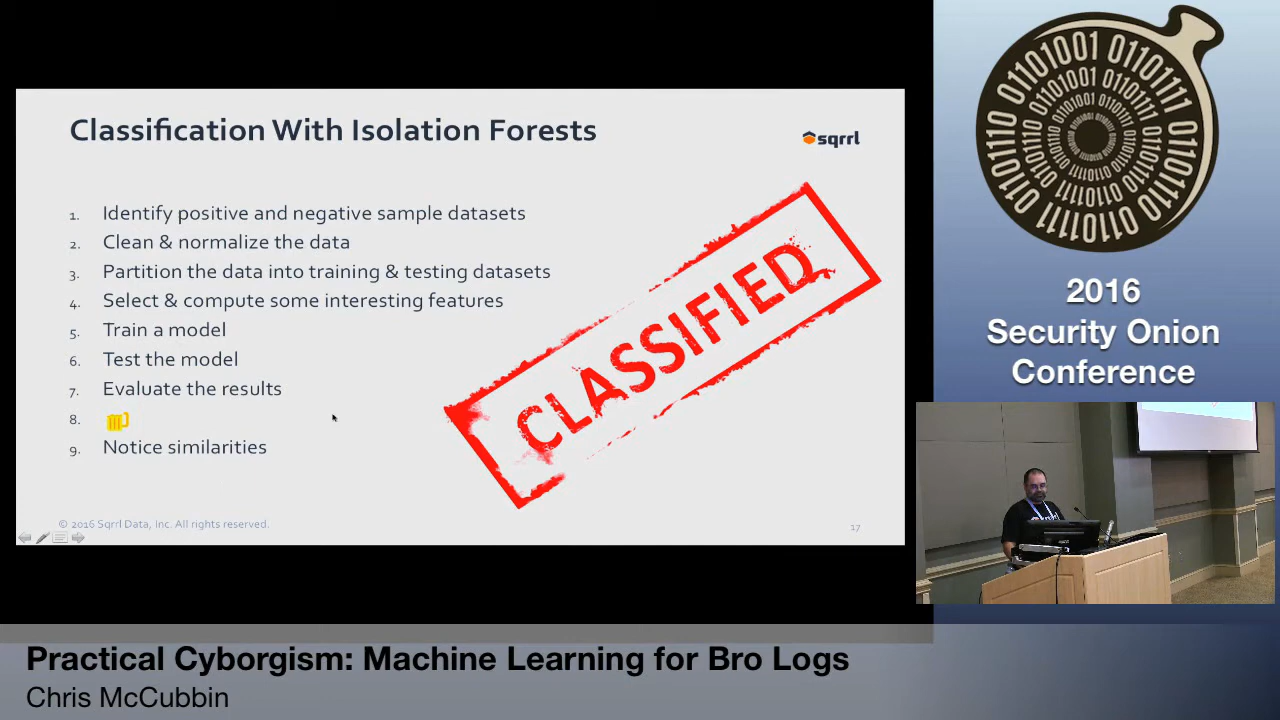 Classification With Isolation Forests
sqrrl
1. Identify positive and negative sample datasets
2. Clean & normalize the data
3. Partition the data into training & testing datasets
4. Select & compute some interesting features
5. Train a model
6. Test the model
7. Evaluate the results
8.
9. Notice similarities
CLASSIFIED
© 2016 Sqrrl Data, Inc. All rights reserved.
17
2016
Security Onion
Conference
Practical Cyborgism: Machine Learning for Bro Logs
Chris McCubbin